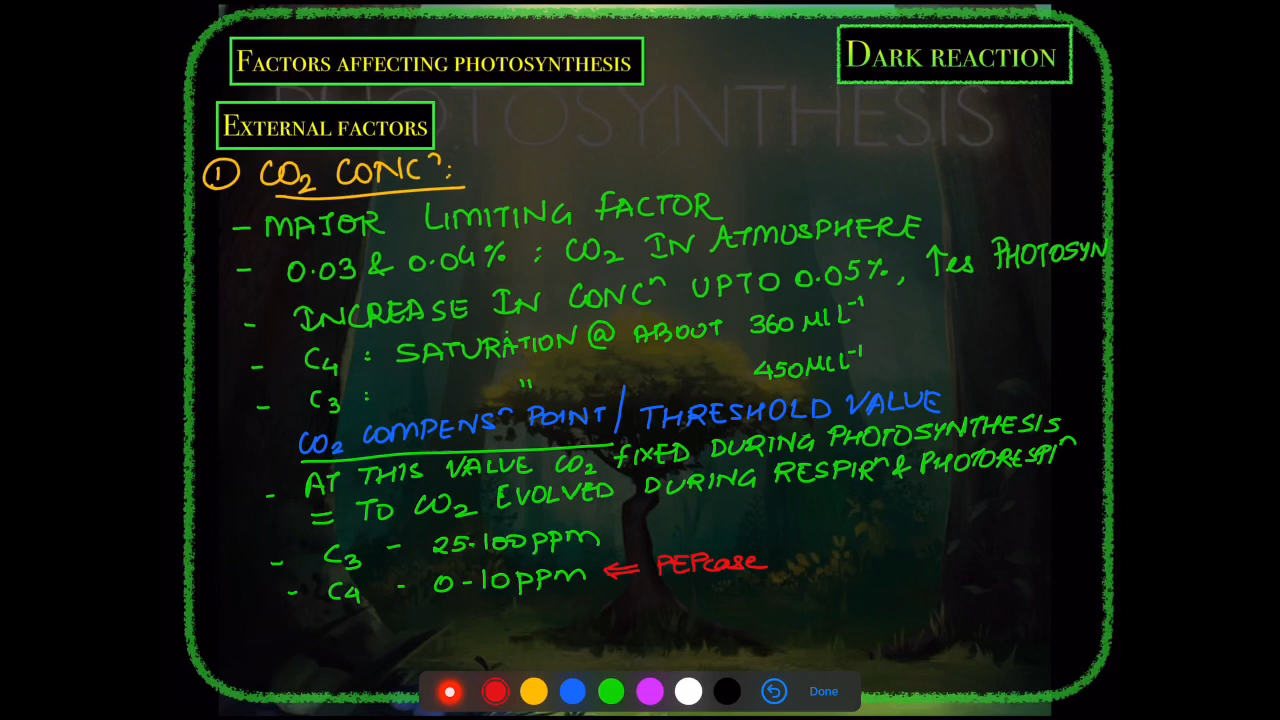 FACTORS AFFECTING PHOTOSYNTHESIS
DARK REACTION
PHOTOSYNTHESIS
EXTERNAL FACTORS
① CO₂ CONCⁿ:
- MAJOR LIMITING FACTOR
- 0.03 & 0.04% : CO₂ IN ATMOSPHERE
- INCREASE IN CONCⁿ UPTO 0.05%, ↑es PHOTOSYN
- C₄ : SATURATION @ ABOUT 360 μl L⁻¹
- C₃ : " 450 μl L⁻¹
CO₂ COMPENSⁿ POINT / THRESHOLD VALUE
- AT THIS VALUE CO₂ FIXED DURING PHOTOSYNTHESIS
= TO CO₂ EVOLVED DURING RESPIRⁿ & PHOTORESPIⁿ
- C₃ - 25-100 ppm
- C₄ - 0-10 ppm ⇐ PEPcase
Done